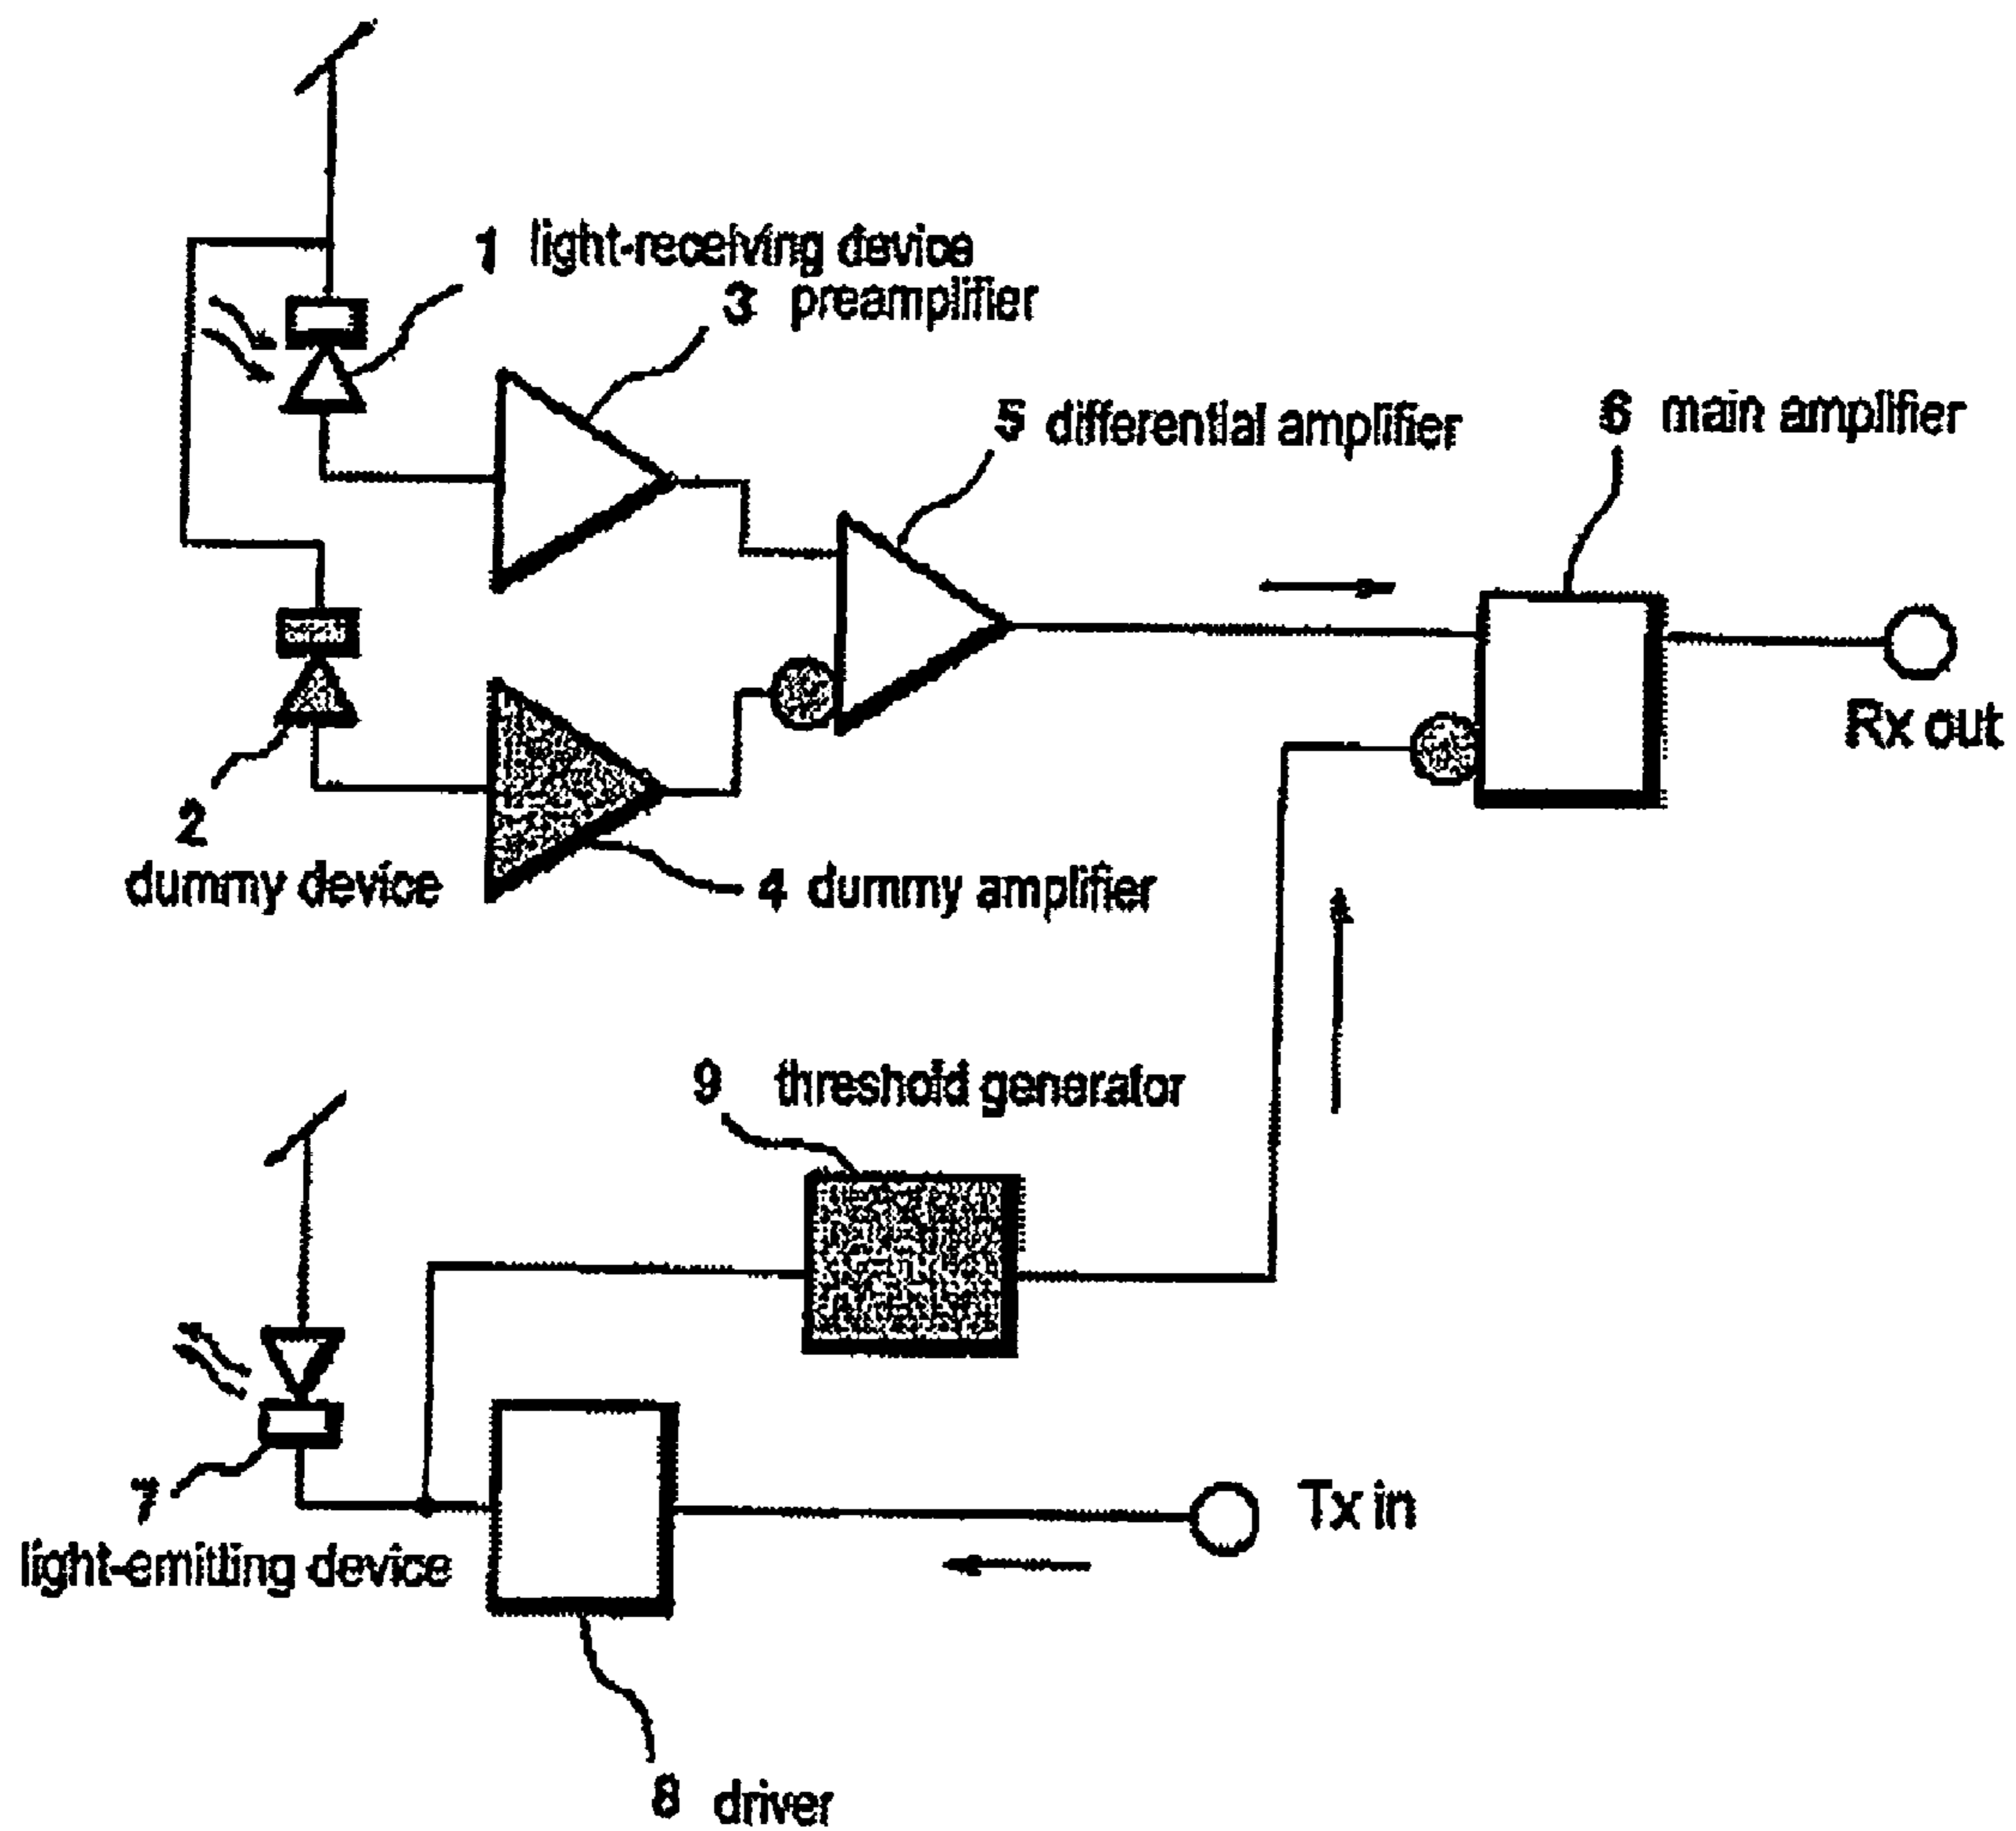 1 light-receiving device
3 preamplifier
5 differential amplifier
6 main amplifier
Rx out
2
dummy device
4 dummy amplifier
9 threshold generator
7
light-emitting device
Tx in
8 driver